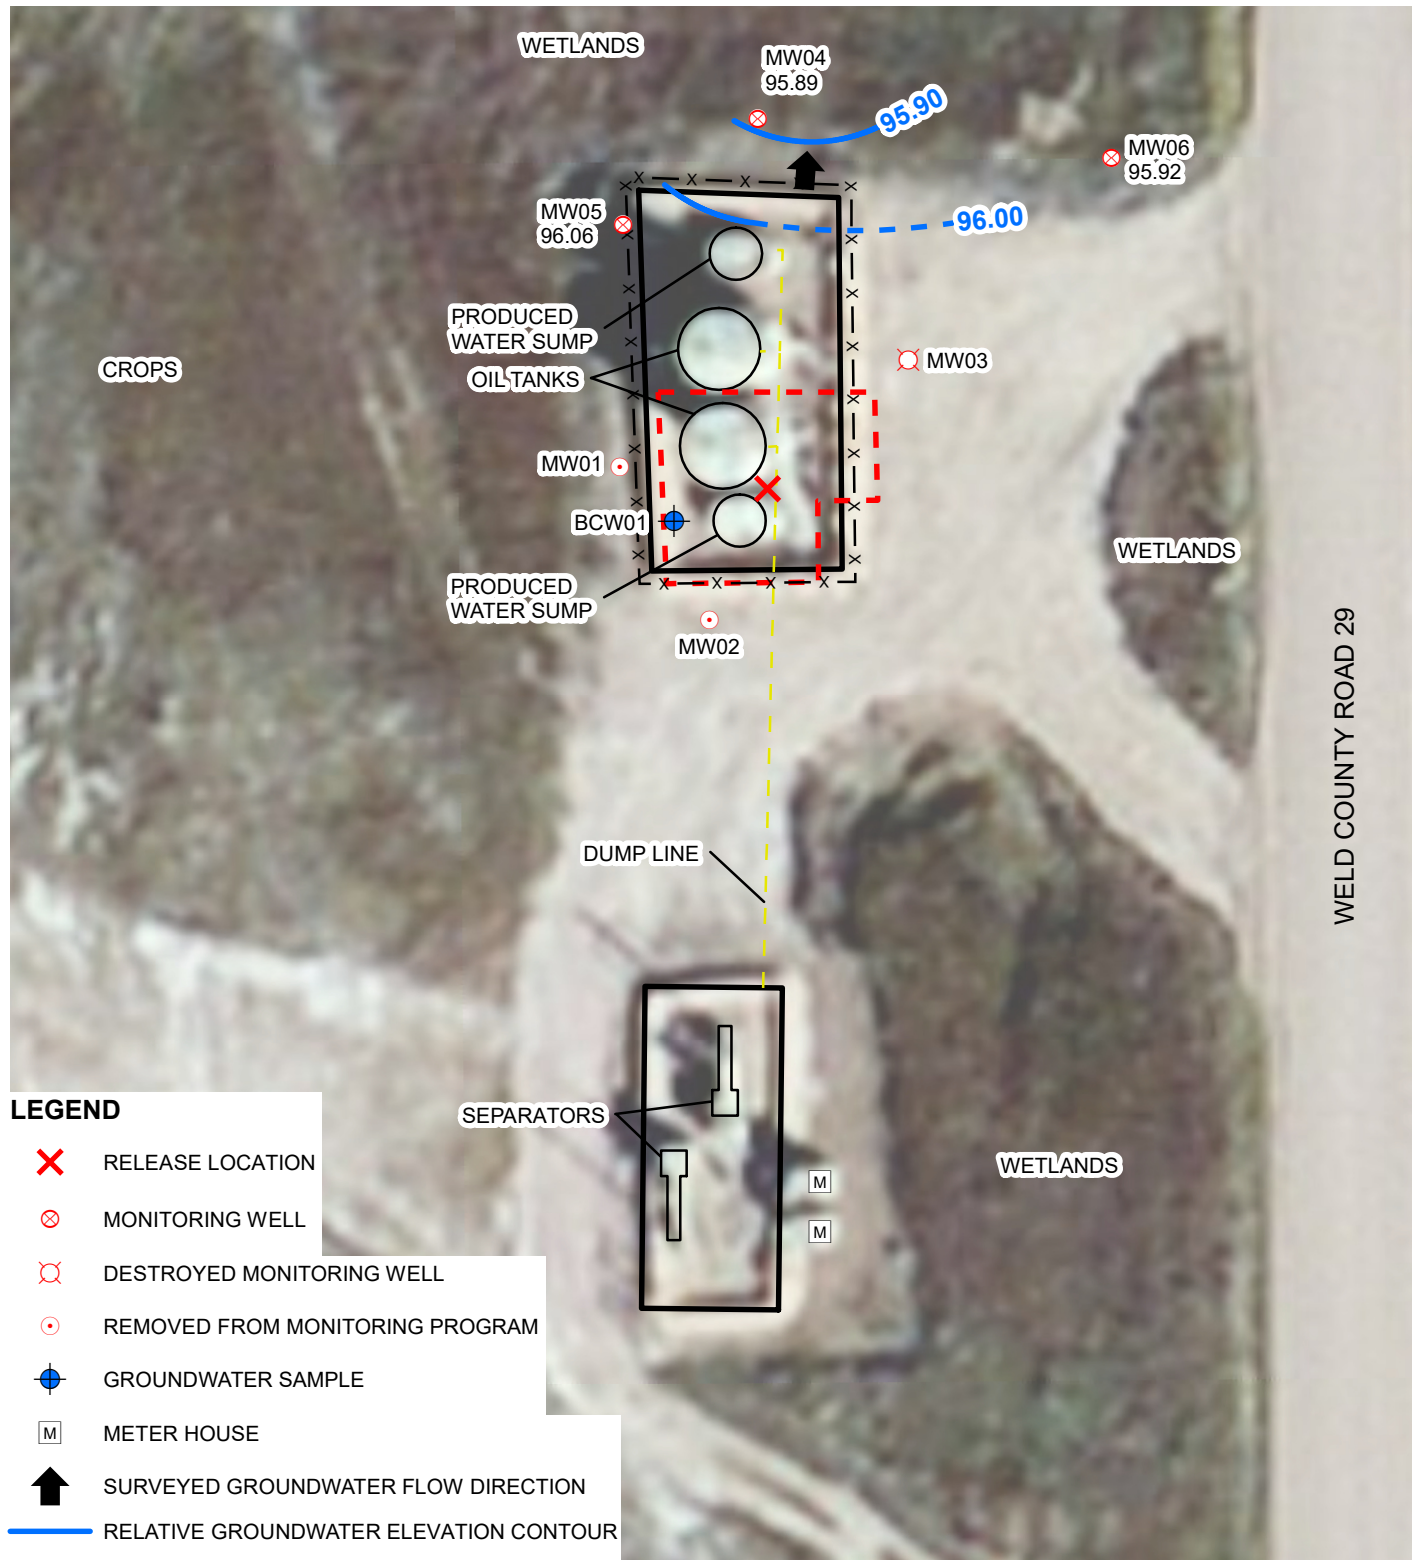 WETLANDS
MW04
95.89
95.90
MW06
95.92
MW05
96.06
96.00
PRODUCED
WATER SUMP
OIL TANKS
CROPS
MW03
MW01
BCW01
WETLANDS
PRODUCED
WATER SUMP
MW02
WELD COUNTY ROAD 29
DUMP LINE
SEPARATORS
WETLANDS
M
M
LEGEND
RELEASE LOCATION
MONITORING WELL
DESTROYED MONITORING WELL
REMOVED FROM MONITORING PROGRAM
GROUNDWATER SAMPLE
M METER HOUSE
SURVEYED GROUNDWATER FLOW DIRECTION
RELATIVE GROUNDWATER ELEVATION CONTOUR